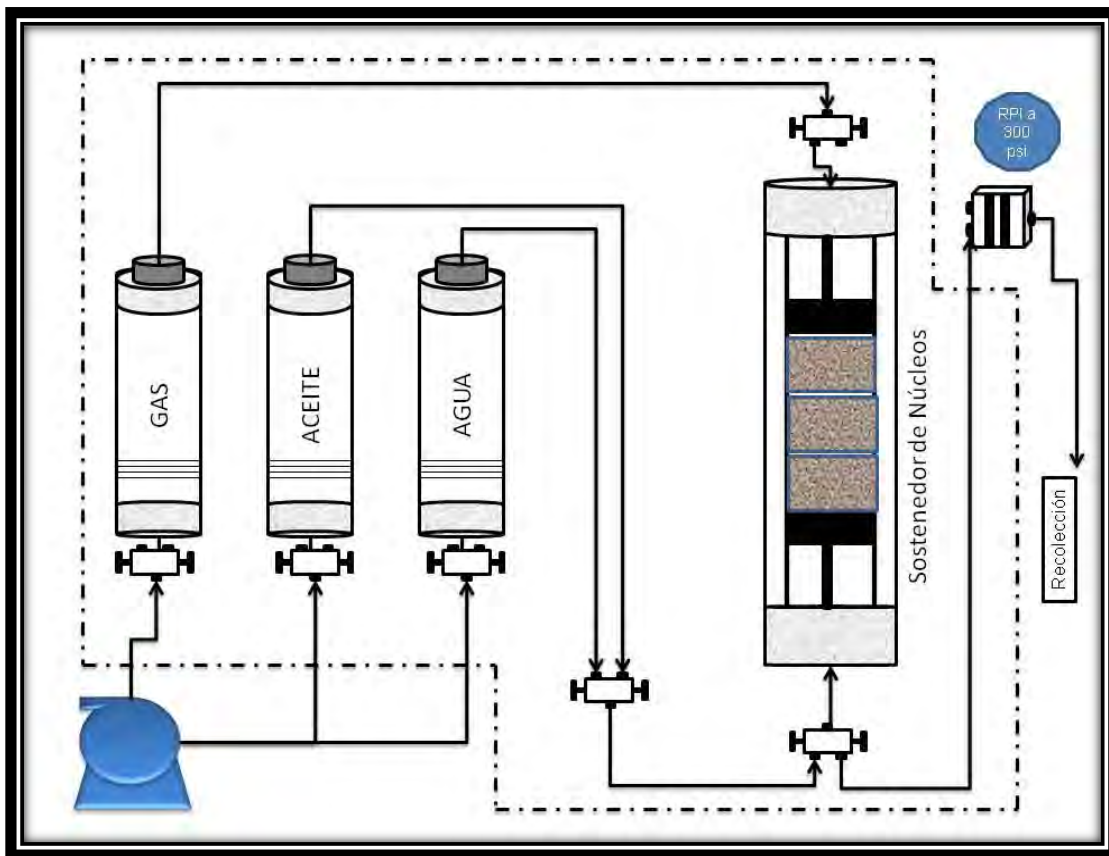 RPI a
300
psi
GAS
ACEITE
AGUA
Sostenedor de Núcleos
Recolección